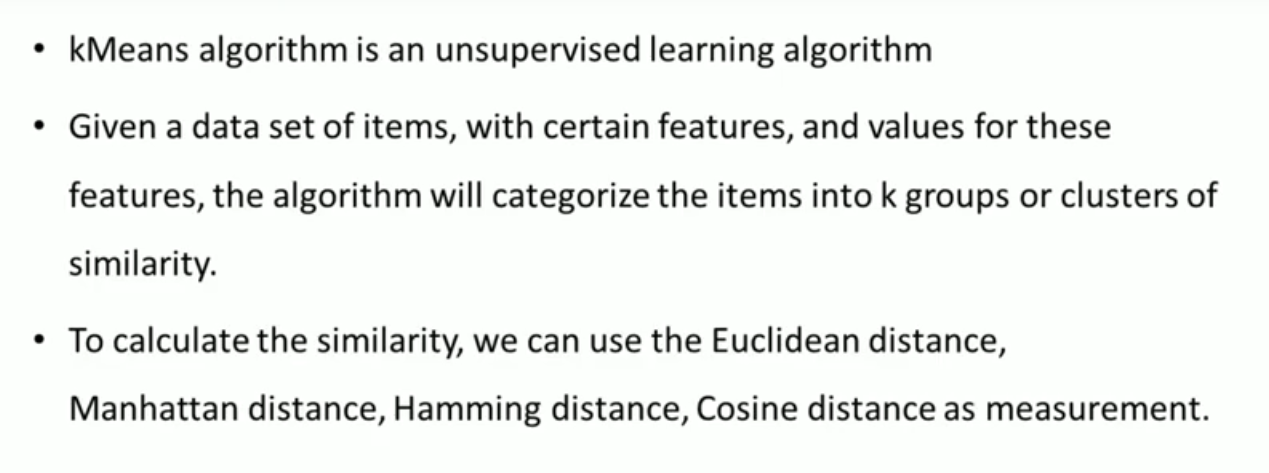 • kMeans algorithm is an unsupervised learning algorithm
• Given a data set of items, with certain features, and values for these
features, the algorithm will categorize the items into k groups or clusters of
similarity.
• To calculate the similarity, we can use the Euclidean distance,
Manhattan distance, Hamming distance, Cosine distance as measurement.